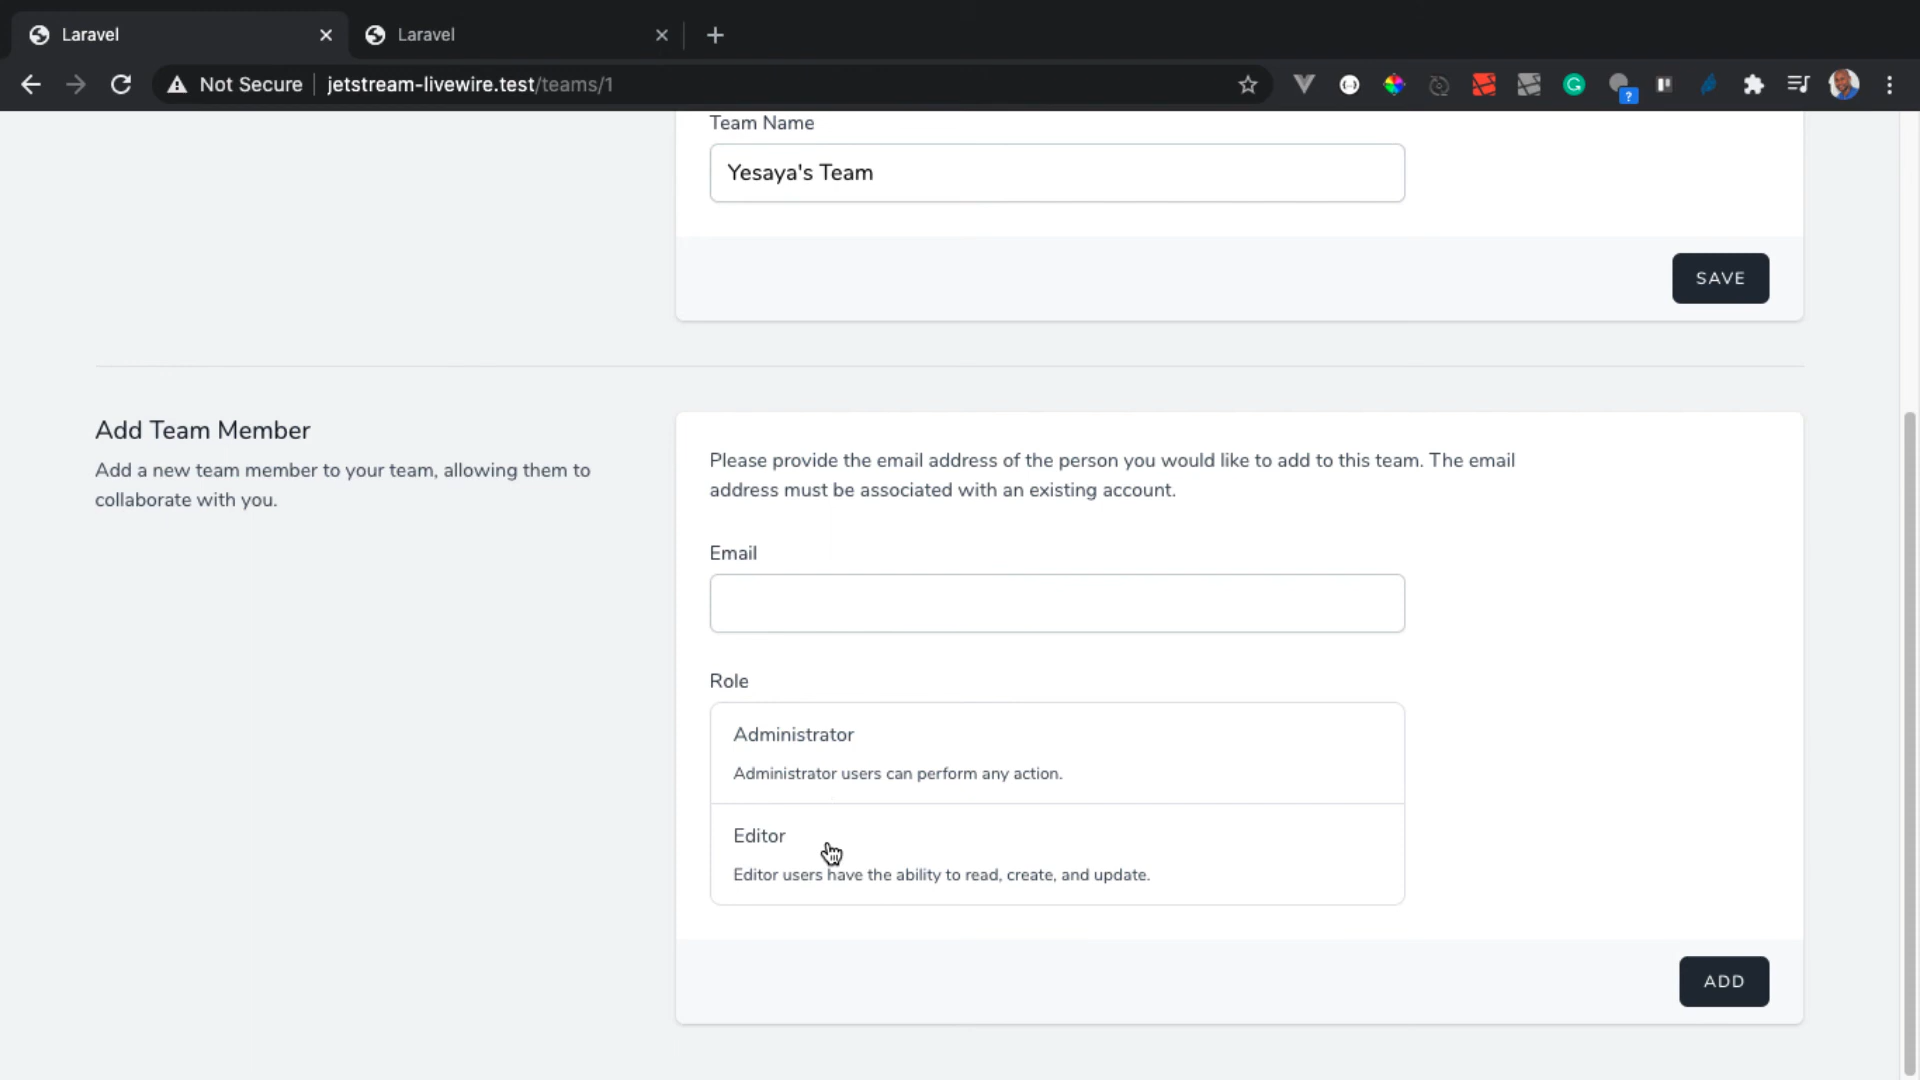 Laravel
Laravel
Not Secure
jetstream-livewire.test/teams/1
?
Team Name
Yesaya's Team
SAVE
Add Team Member
Add a new team member to your team, allowing them to
collaborate with you.
Please provide the email address of the person you would like to add to this team. The email
address must be associated with an existing account.
Email
Role
Administrator
Administrator users can perform any action.
Editor
Editor users have the ability to read, create, and update.
ADD